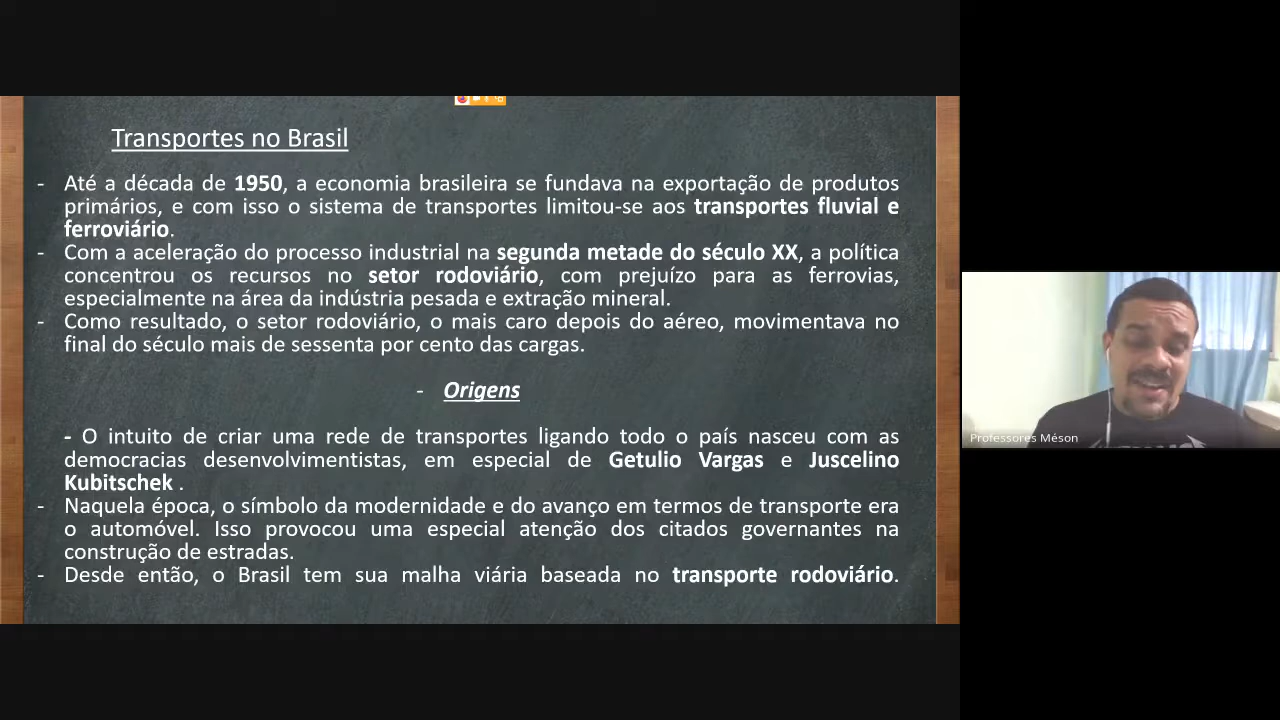 Transportes no Brasil
- Até a década de 1950, a economia brasileira se fundava na exportação de produtos
primários, e com isso o sistema de transportes limitou-se aos transportes fluvial e
ferroviário.
- Com a aceleração do processo industrial na segunda metade do século XX, a política
concentrou os recursos no setor rodoviário, com prejuízo para as ferrovias,
especialmente na área da indústria pesada e extração mineral.
- Como resultado, o setor rodoviário, o mais caro depois do aéreo, movimentava no
final do século mais de sessenta por cento das cargas.
- Origens
- O intuito de criar uma rede de transportes ligando todo o país nasceu com as
democracias desenvolvimentistas, em especial de Getulio Vargas e Juscelino
Kubitschek .
- Naquela época, o símbolo da modernidade e do avanço em termos de transporte era
o automóvel. Isso provocou uma especial atenção dos citados governantes na
construção de estradas.
- Desde então, o Brasil tem sua malha viária baseada no transporte rodoviário.
Professores Méson